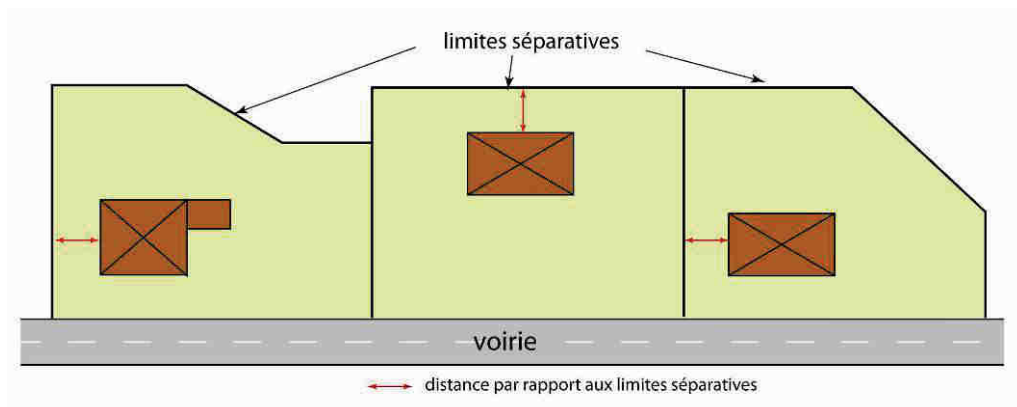 limites séparatives
voirie
distance par rapport aux limites séparatives